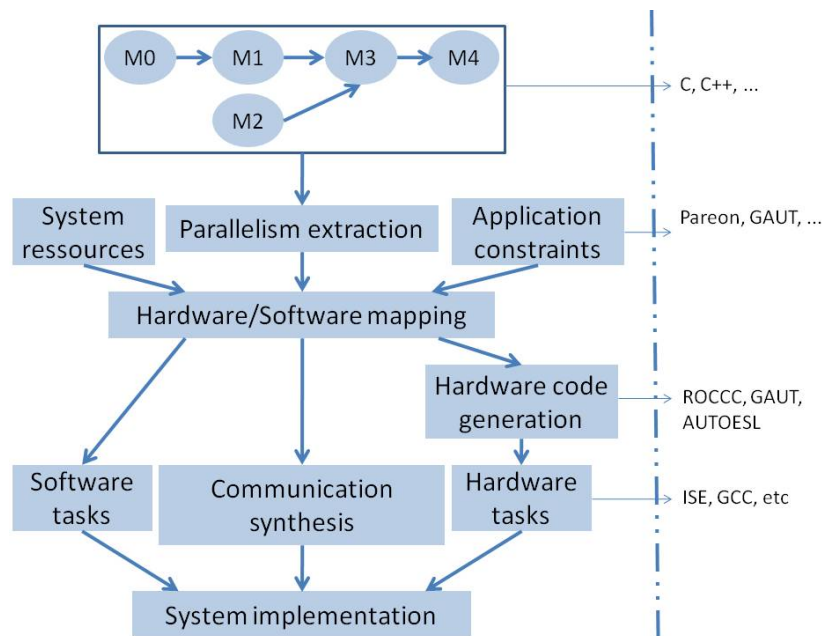 M0
M1
M3
M4
M2
C, C++, ...
System
ressources
Parallelism extraction
Application
constraints
Pareon, GAUT, ...
Hardware/Software mapping
Hardware code
generation
ROCCC, GAUT,
AUTOESL
Software
tasks
Communication
synthesis
Hardware
tasks
ISE, GCC, etc
System implementation